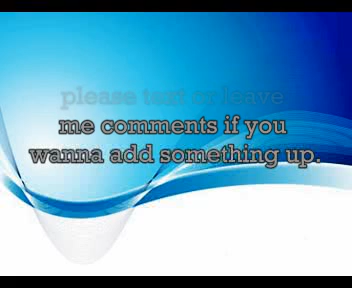 please text or leave
me comments if you
wanna add something up.